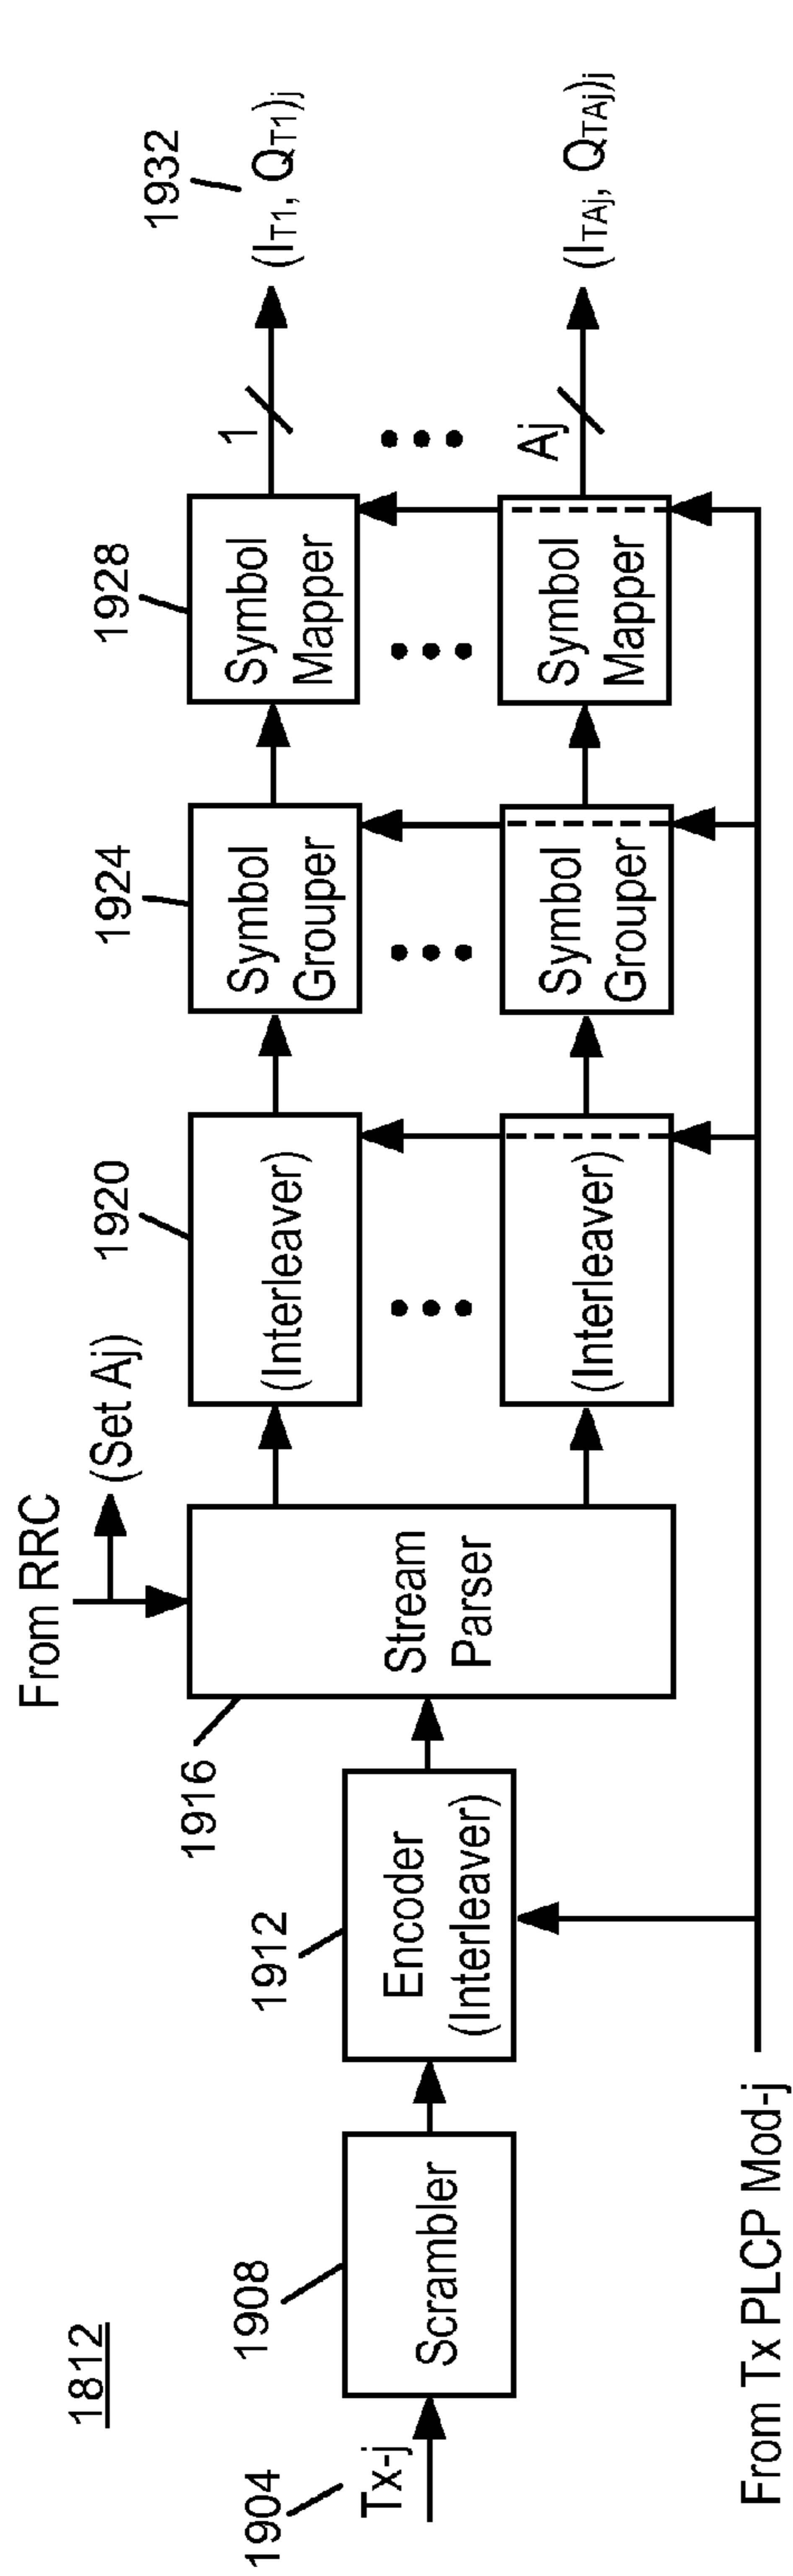 1812
1904
Tx-j
1908
Scrambler
1912
Encoder
(Interleaver)
1916
Stream
Parser
From RRC
(Set Aj)
1920
(Interleaver)
(Interleaver)
1924
Symbol
Grouper
Symbol
Grouper
1928
Symbol
Mapper
Symbol
Mapper
1
Aj
1932
(IT1, QT1)j
(ITAj, QTAj)j
From Tx PLCP Mod-j